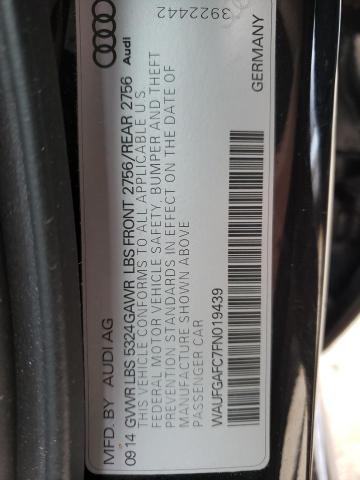 MFD. BY AUDI AG
09 14 GVWR LBS 5324 GAWR LBS FRONT 2756/REAR 2756
VEHICLE CONFORMS TO ALL APPLICABLE U.S.
FEDERAL MOTOR VEHICLE SAFETY, BUMPER AND THEFT
PREVENTION STANDARDS IN EFFECT ON THE DATE OF
MANUFACTURE SHOWN ABOVE
PASSENGER CAR
WAUFGAFC7FN019439
GERMANY
Audi
3922442